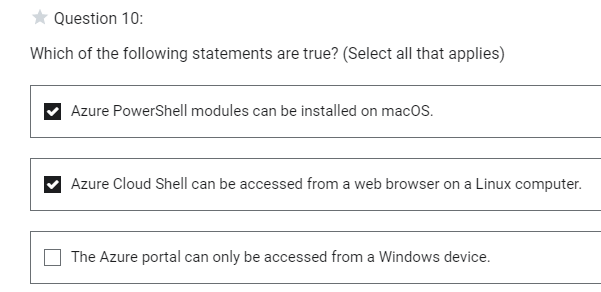 Question 10:
Which of the following statements are true? (Select all that applies)
Azure PowerShell modules can be installed on macOS.
Azure Cloud Shell can be accessed from a web browser on a Linux computer.
The Azure portal can only be accessed from a Windows device.